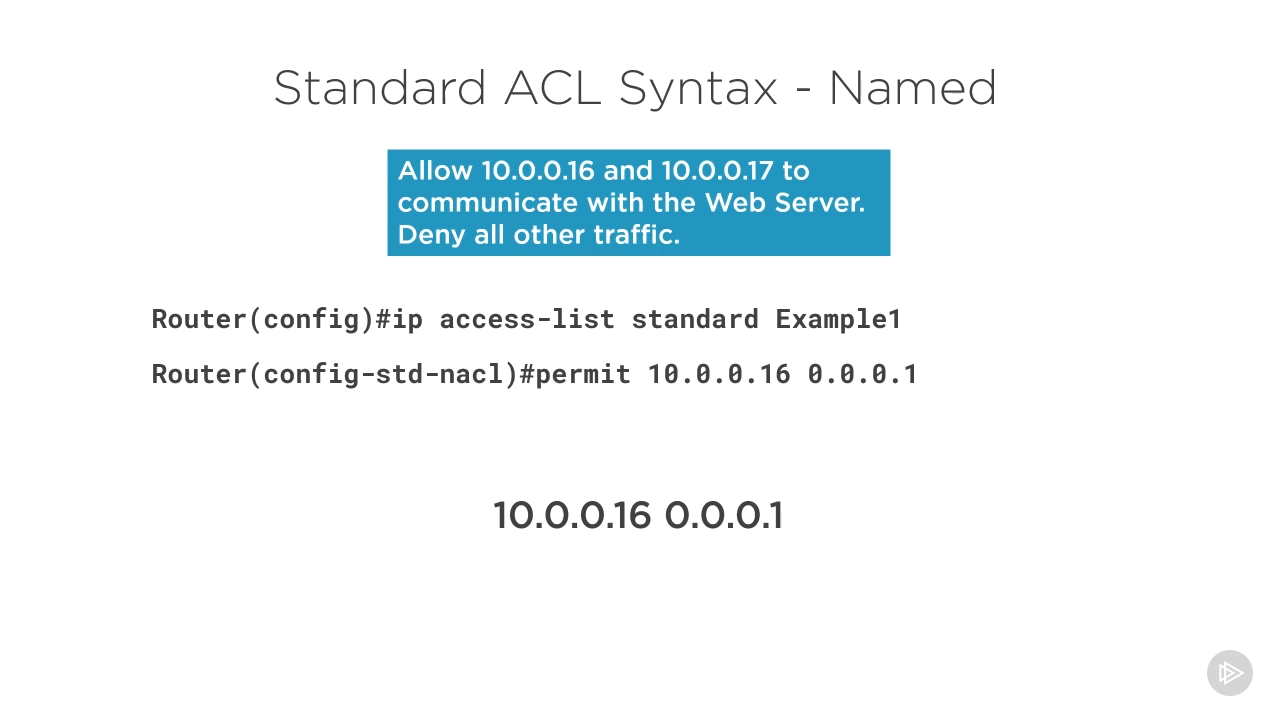 Standard ACL Syntax - Named
Allow 10.0.0.16 and 10.0.0.17 to
communicate with the Web Server.
Deny all other traffic.
Router(config)#ip access-list standard Example1
Router(config-std-nacl)#permit 10.0.0.16 0.0.0.1
10.0.0.16 0.0.0.1